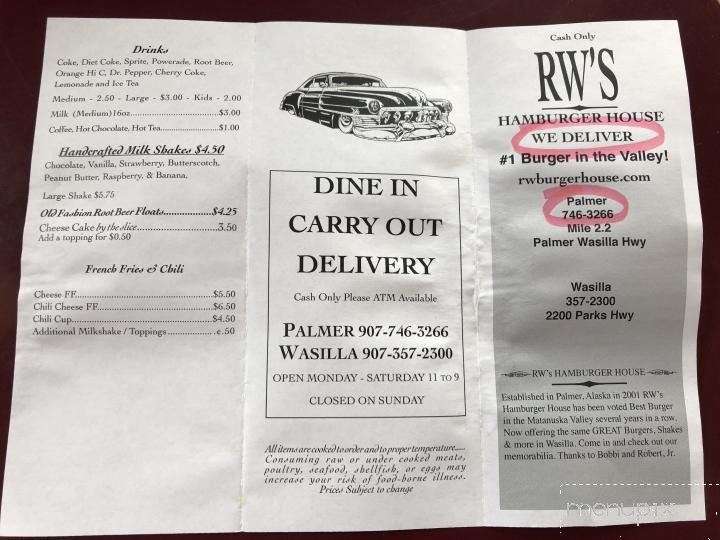 Drinks
Coke, Diet Coke, Sprite, Powerade, Root Beer,
Orange Hi C, Dr. Pepper, Cherry Coke,
Lemonade and Ice Tea
Medium - 2.50 - Large - $3.00 - Kids - 2.00
Milk (Medium)16oz....................$3.00
Coffee, Hot Chocolate, Hot Tea....................$1.00
Handcrafted Milk Shakes $4.50
Chocolate, Vanilla, Strawberry, Butterscotch,
Peanut Butter, Raspberry, & Banana,
Large Shake $5.75
Old Fashion Root Beer Floats....................$4.25
Cheese Cake by the slice....................3.50
Add a topping for $0.50
French Fries & Chili
Cheese FF....................$5.50
Chili Cheese FF....................$6.50
Chili Cup....................$4.50
Additional Milkshake / Toppings....................e.50
DINE IN
CARRY OUT
DELIVERY
Cash Only Please ATM Available
PALMER 907-746-3266
WASILLA 907-357-2300
OPEN MONDAY - SATURDAY 11 TO 9
CLOSED ON SUNDAY
All items are cooked to order and to proper temperature.....
Consuming raw or under cooked meats,
poultry, seafood, shellfish, or eggs may
increase your risk of food-borne illness.
Prices Subject to change
Cash Only
RW'S
HAMBURGER HOUSE
WE DELIVER
#1 Burger in the Valley!
rwburgerhouse.com
Palmer
746-3266
Mile 2.2
Palmer Wasilla Hwy
Wasilla
357-2300
2200 Parks Hwy
RW's HAMBURGER HOUSE
Established in Palmer, Alaska in 2001 RW's
Hamburger House has been voted Best Burger
in the Matanuska Valley several years in a row.
Now offering the same GREAT Burgers, Shakes
& more in Wasilla. Come in and check out our
memorabilia. Thanks to Bobbi and Robert, Jr.
menupix